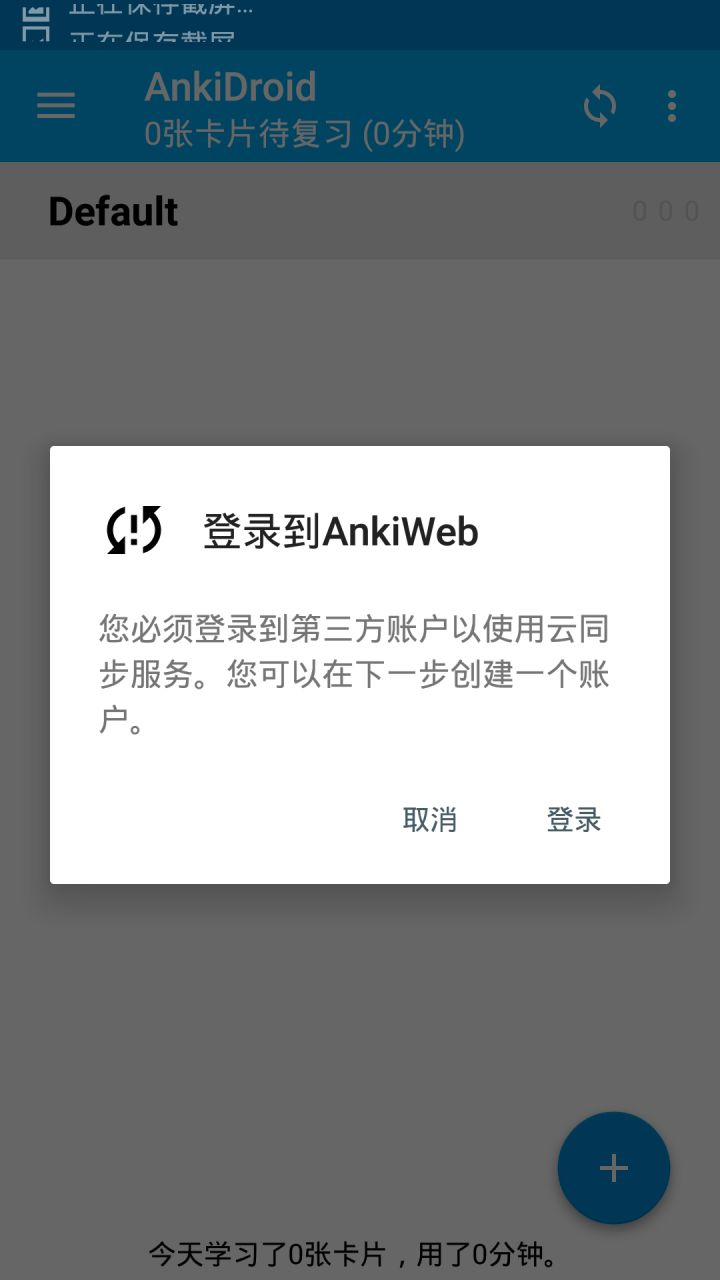 正在保存截屏...
正在保存截屏
AnkiDroid
0张卡片待复习 (0分钟)
Default
0 0 0
登录到AnkiWeb
您必须登录到第三方账户以使用云同
步服务。您可以在下一步创建一个账
户。
取消
登录
今天学习了0张卡片，用了0分钟。